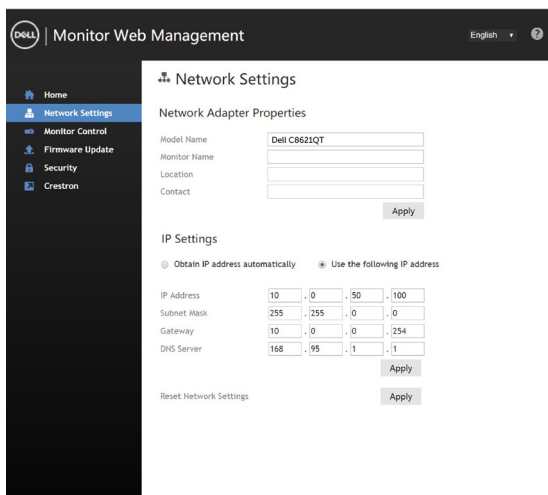 DELL | Monitor Web Management
English
?
Home
Network Settings
Monitor Control
Firmware Update
Security
Crestron
Network Settings
Network Adapter Properties
Model Name Dell C8621QT
Monitor Name
Location
Contact
Apply
IP Settings
Obtain IP address automatically Use the following IP address
IP Address 10 . 0 . 50 . 100
Subnet Mask 255 . 255 . 0 . 0
Gateway 10 . 0 . 0 . 254
DNS Server 168 . 95 . 1 . 1
Apply
Reset Network Settings Apply